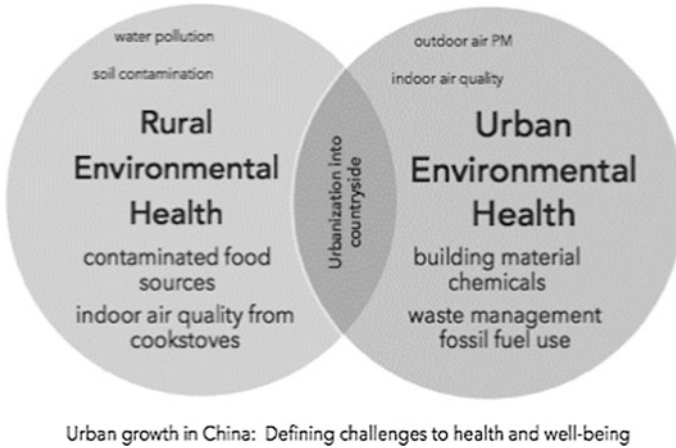 water pollution
soil contamination
Rural
Environmental
Health
contaminated food
sources
indoor air quality from
cookstoves
Urbanization into
countryside
outdoor air PM
indoor air quality
Urban
Environmental
Health
building material
chemicals
waste management
fossil fuel use
Urban growth in China: Defining challenges to health and well-being